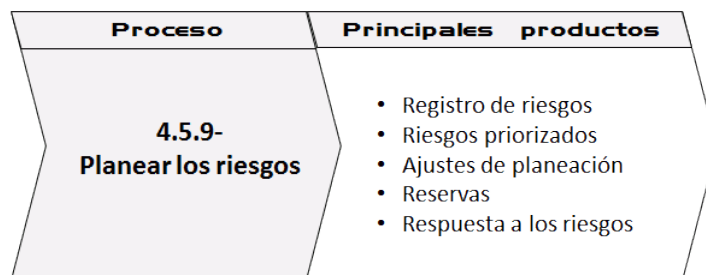 Proceso
Principales productos
4.5.9-
Planear los riesgos
• Registro de riesgos
• Riesgos priorizados
• Ajustes de planeación
• Reservas
• Respuesta a los riesgos